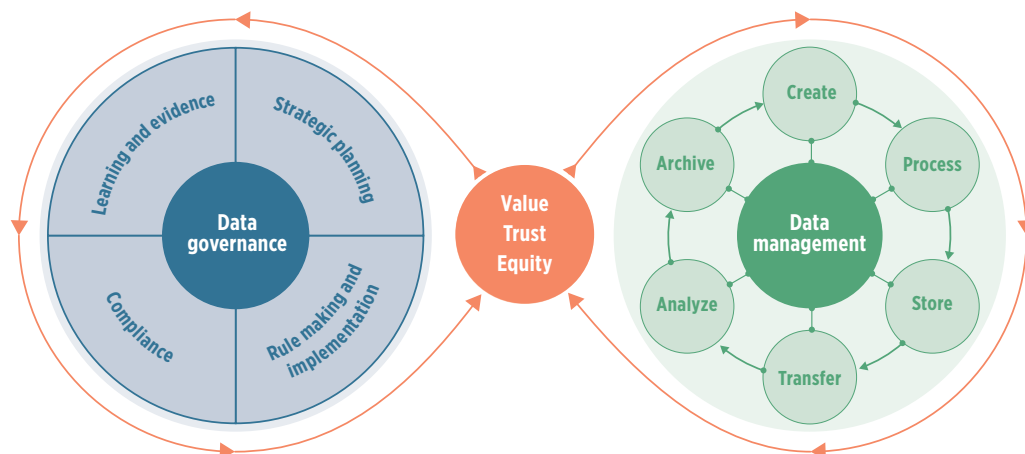 Learning and evidence
Strategic planning
Data
governance
Compliance
Rule making and
implementation
Value
Trust
Equity
Create
Process
Store
Transfer
Analyze
Archive
Data
management